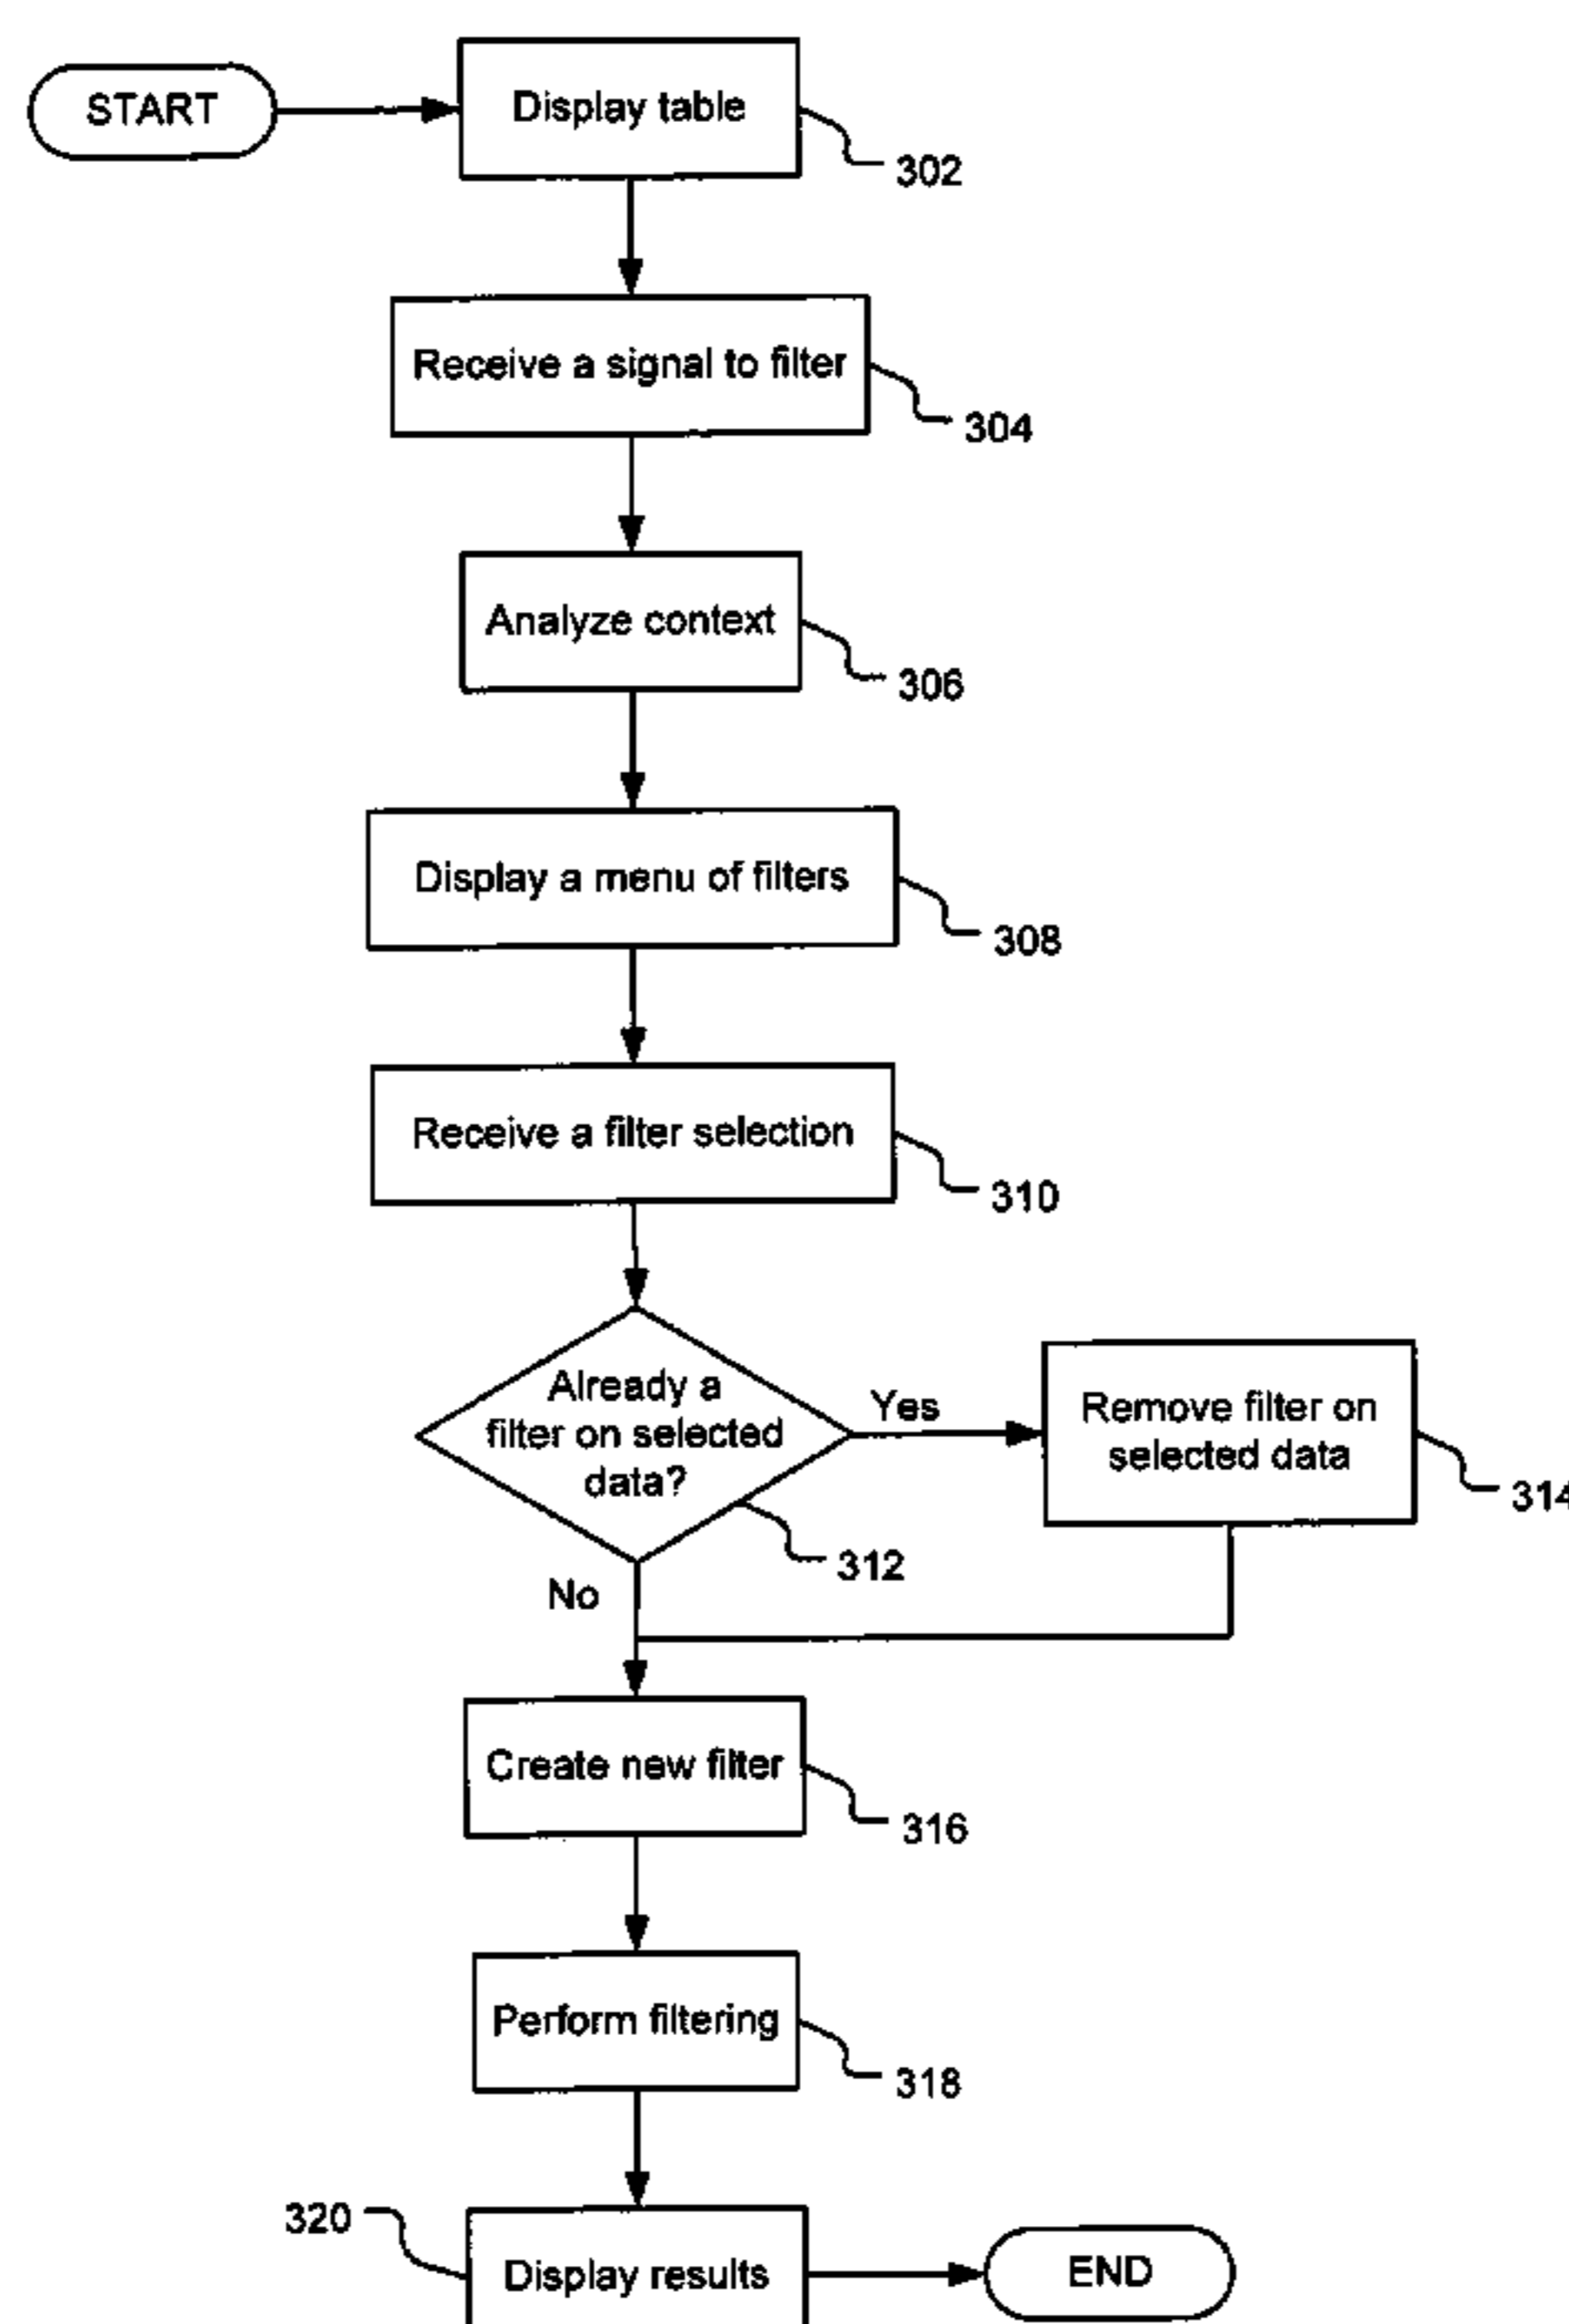 START
Display table
302
Receive a signal to filter
304
Analyze context
306
Display a menu of filters
308
Receive a filter selection
310
Already a
filter on selected
data?
Yes
Remove filter on
selected data
314
312
No
Create new filter
316
Perform filtering
318
320
Display results
END